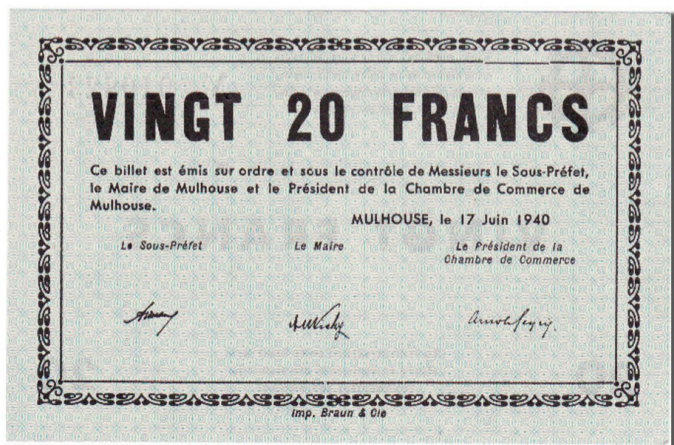 VINGT 20 FRANCS
Ce billet est émis sur ordre et sous le contrôle de Messieurs le Sous-Préfet,
le Maire de Mulhouse et le Président de la Chambre de Commerce de
Mulhouse.
MULHOUSE, le 17 Juin 1940
Le Sous-Préfet Le Maire Le Président de la
Chambre de Commerce
Imp. Braun & Cie